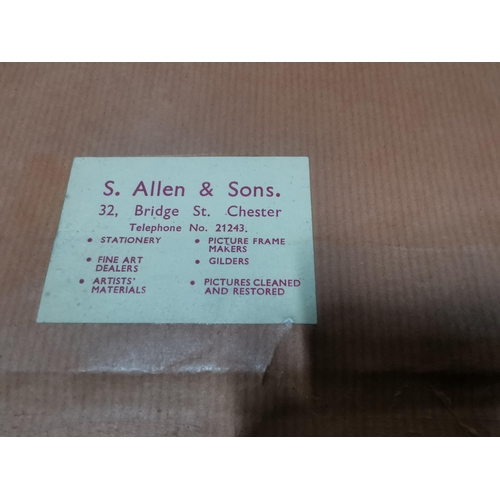 S. Allen & Sons.
32, Bridge St. Chester
Telephone No. 21243.
• STATIONERY
• FINE ART
DEALERS
• ARTISTS'
MATERIALS
• PICTURE FRAME
MAKERS
• GILDERS
• PICTURES CLEANED
AND RESTORED